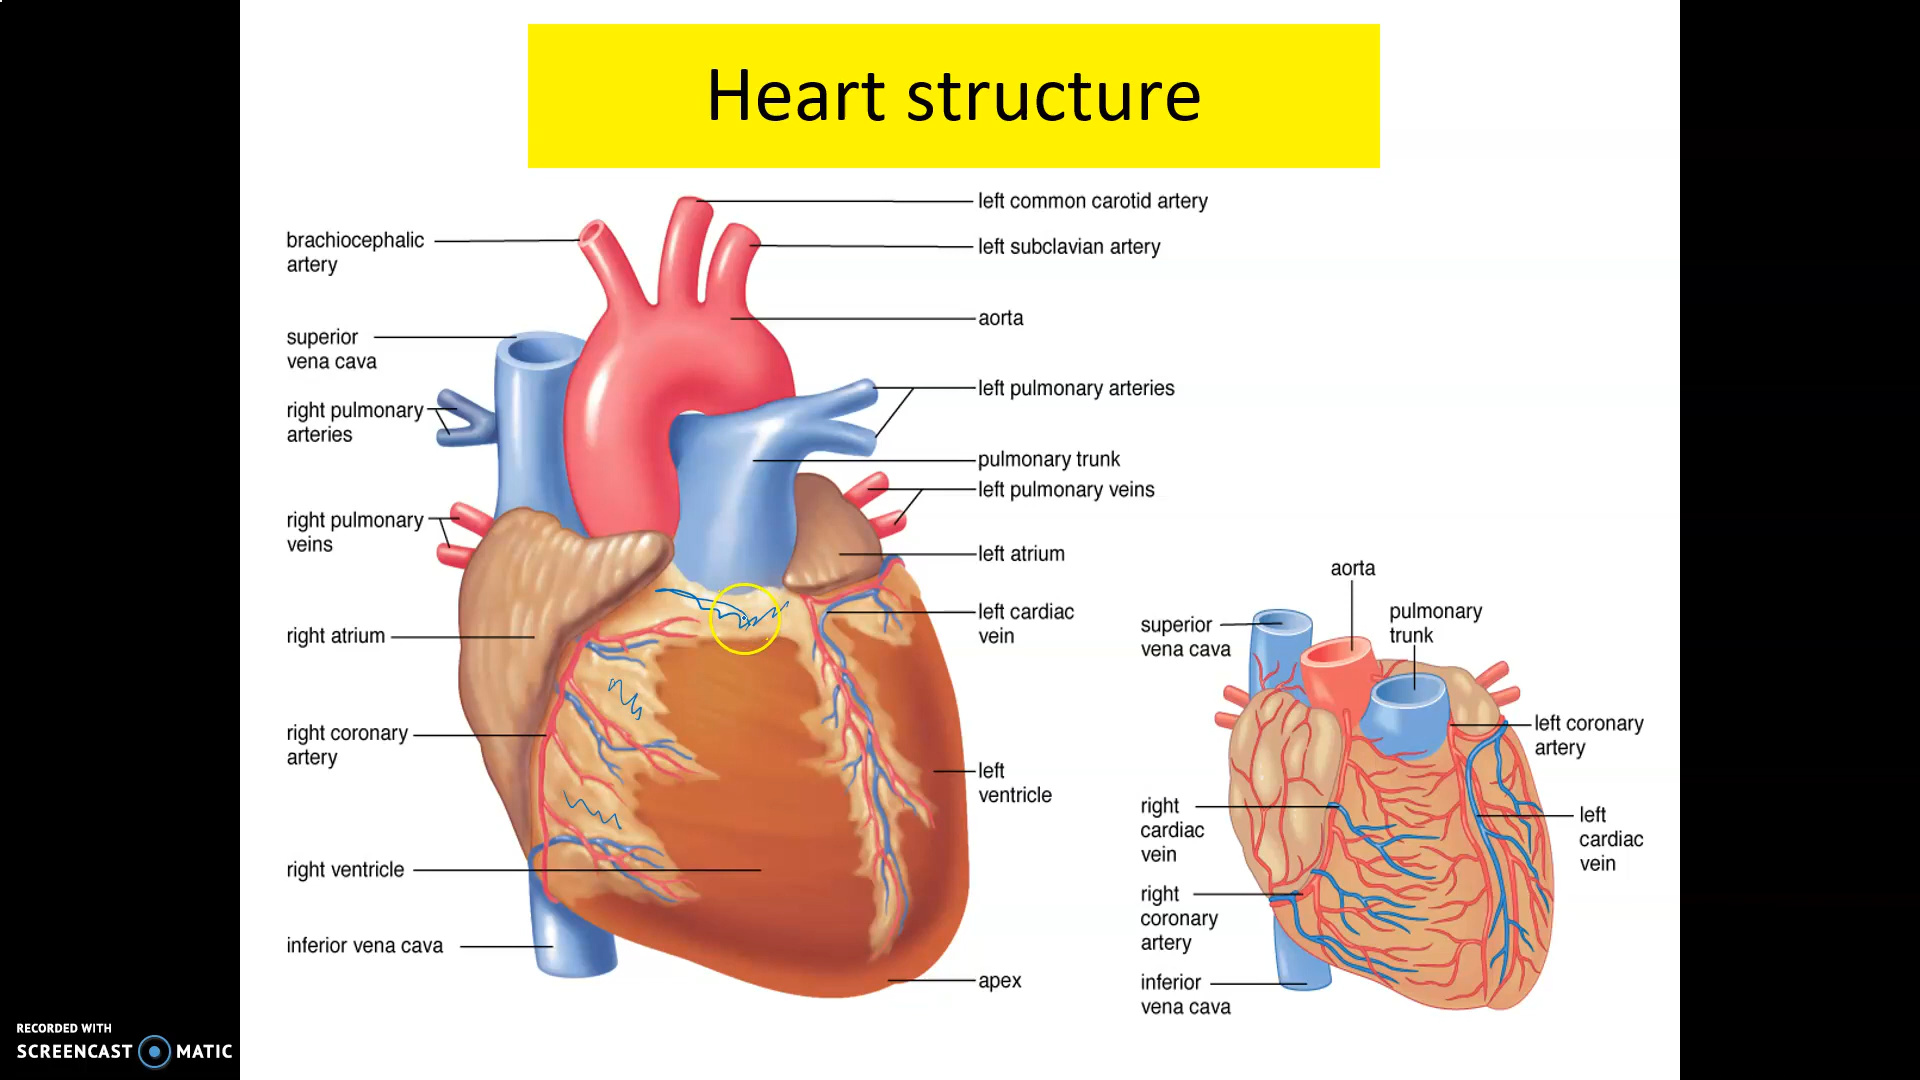 Heart structure
left common carotid artery
brachiocephalic
artery
left subclavian artery
aorta
superior
vena cava
left pulmonary arteries
right pulmonary
arteries
pulmonary trunk
left pulmonary veins
right pulmonary
veins
left atrium
left cardiac
vein
right atrium
right coronary
artery
left
ventricle
right ventricle
inferior vena cava
apex
aorta
pulmonary
trunk
superior
vena cava
left coronary
artery
right
cardiac
vein
left
cardiac
vein
right
coronary
artery
inferior
vena cava
RECORDED WITH
SCREENCAST MATIC